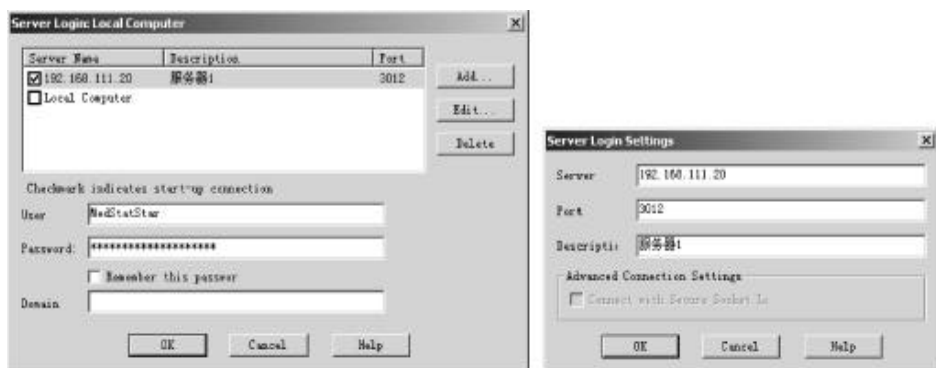 Server Login: Local Computer
Server Name Description Port
192.168.111.20 服务器1 3012
Local Computer
Add...
Edit...
Delete
Checkmark indicates start-up connection
User MedStatStar
Password: ********************
Remember this passwor
Domain
OK Cancel Help
Server Login Settings
Server 192.168.111.20
Port 3012
Descripti: 服务器1
Advanced Connection Settings
Connect with Secure Socket La
OK Cancel Help